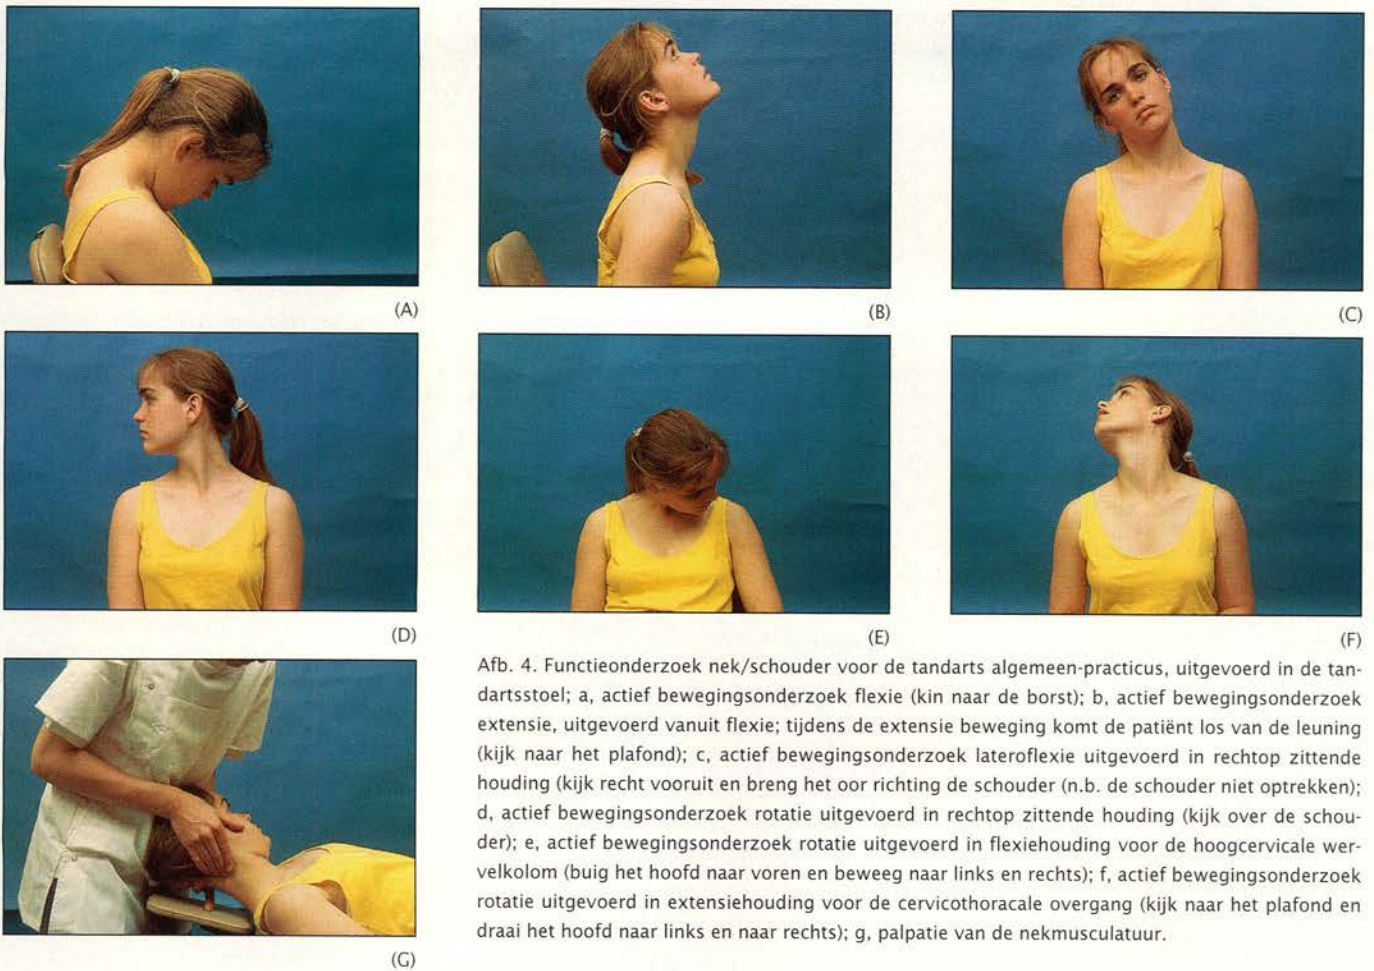 (A)
(B)
(C)
(D)
(E)
(F)
Afb. 4. Functieonderzoek nek/schouder voor de tandarts algemeen-practicus, uitgevoerd in de tan-
dartsstoel; a, actief bewegingsonderzoek flexie (kin naar de borst); b, actief bewegingsonderzoek
extensie, uitgevoerd vanuit flexie; tijdens de extensie beweging komt de patiënt los van de leuning
(kijk naar het plafond); c, actief bewegingsonderzoek lateroflexie uitgevoerd in rechtop zittende
houding (kijk recht vooruit en breng het oor richting de schouder (n.b. de schouder niet optrekken);
d, actief bewegingsonderzoek rotatie uitgevoerd in rechtop zittende houding (kijk over de schou-
der); e, actief bewegingsonderzoek rotatie uitgevoerd in flexiehouding voor de hoogcervicale wer-
velkolom (buig het hoofd naar voren en beweeg naar links en rechts); f, actief bewegingsonderzoek
rotatie uitgevoerd in extensiehouding voor de cervicothoracale overgang (kijk naar het plafond en
draai het hoofd naar links en naar rechts); g, palpatie van de nekmusculatuur.
(G)